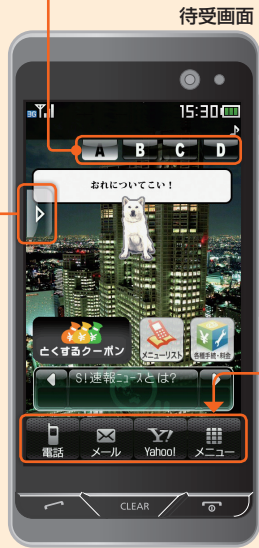 待受画面
3G
15:30
A B C D
おれについてこい！
とくするクーポン
メニューリスト
各種手続・料金
S!速報ニュースとは?
電話 メール Y! Yahoo! メニュー
CLEAR